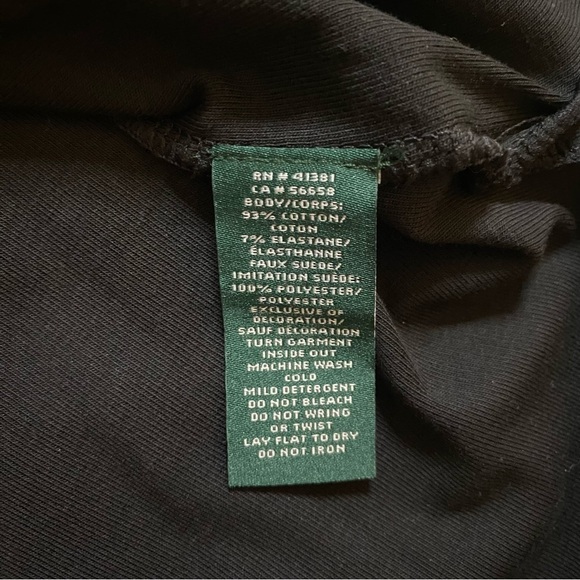 RN # 41381
CA # 56658
BODY/CORPS:
93% COTTON/
COTON
7% ELASTANE/
ÉLASTHANNE
FAUX SUEDE/
IMITATION SUÈDE:
100% POLYESTER/
POLYESTER
EXCLUSIVE OF
DECORATION/
SAUF DÉCORATION
TURN GARMENT
INSIDE OUT
MACHINE WASH
COLD
MILD DETERGENT
DO NOT BLEACH
DO NOT WRING
OR TWIST
LAY FLAT TO DRY
DO NOT IRON